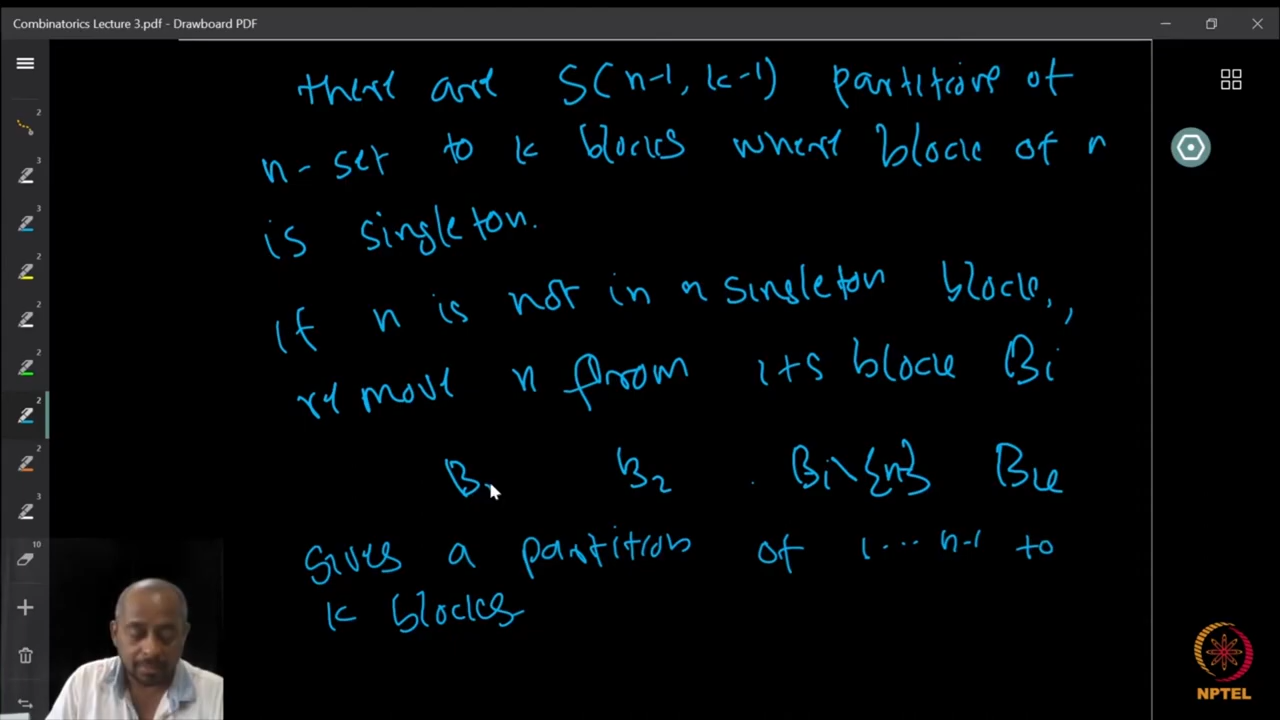 Combinatorics Lecture 3.pdf - Drawboard PDF
there are S(n-1, k-1) partitions of
n-set to k blocks where block of n
is singleton.
if n is not in a singleton block,
remove n from its block Bi
B1 B2 . Bi\{n} Bk
gives a partition of 1...n-1 to
k blocks
NPTEL